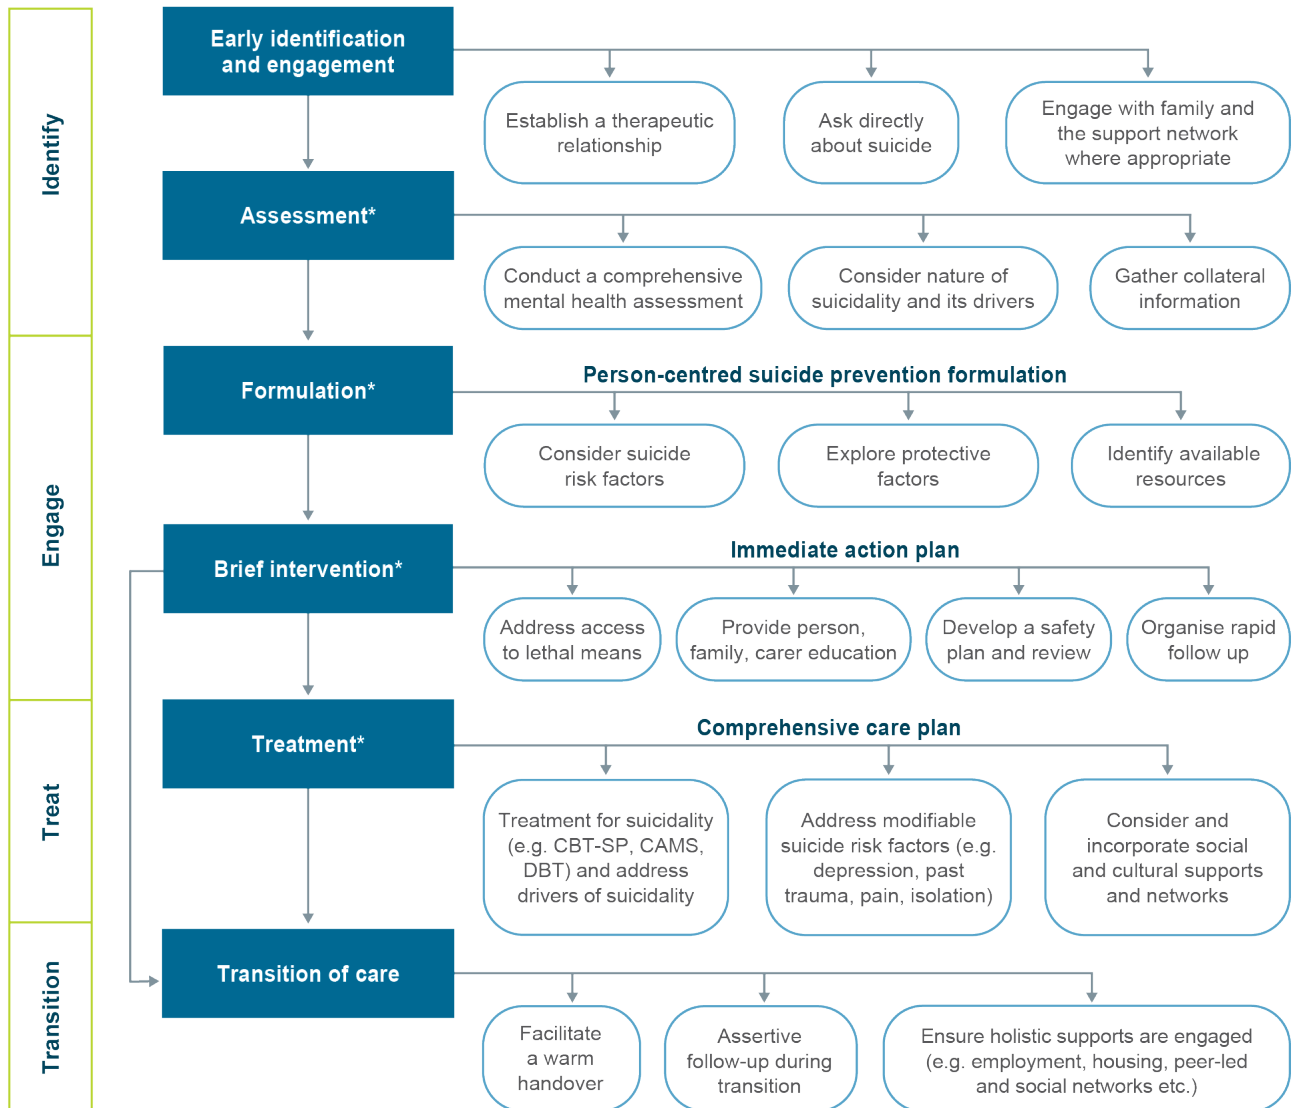 Identify
Early identification
and engagement
Establish a therapeutic
relationship
Ask directly
about suicide
Engage with family and
the support network
where appropriate
Assessment*
Conduct a comprehensive
mental health assessment
Consider nature of
suicidality and its drivers
Gather collateral
information
Engage
Formulation*
Person-centred suicide prevention formulation
Consider suicide
risk factors
Explore protective
factors
Identify available
resources
Brief intervention*
Immediate action plan
Address access
to lethal means
Provide person,
family, carer education
Develop a safety
plan and review
Organise rapid
follow up
Treat
Treatment*
Comprehensive care plan
Treatment for suicidality
(e.g. CBT-SP, CAMS,
DBT) and address
drivers of suicidality
Address modifiable
suicide risk factors (e.g.
depression, past
trauma, pain, isolation)
Consider and
incorporate social
and cultural supports
and networks
Transition
Transition of care
Facilitate
a warm
handover
Assertive
follow-up during
transition
Ensure holistic supports are engaged
(e.g. employment, housing, peer-led
and social networks etc.)